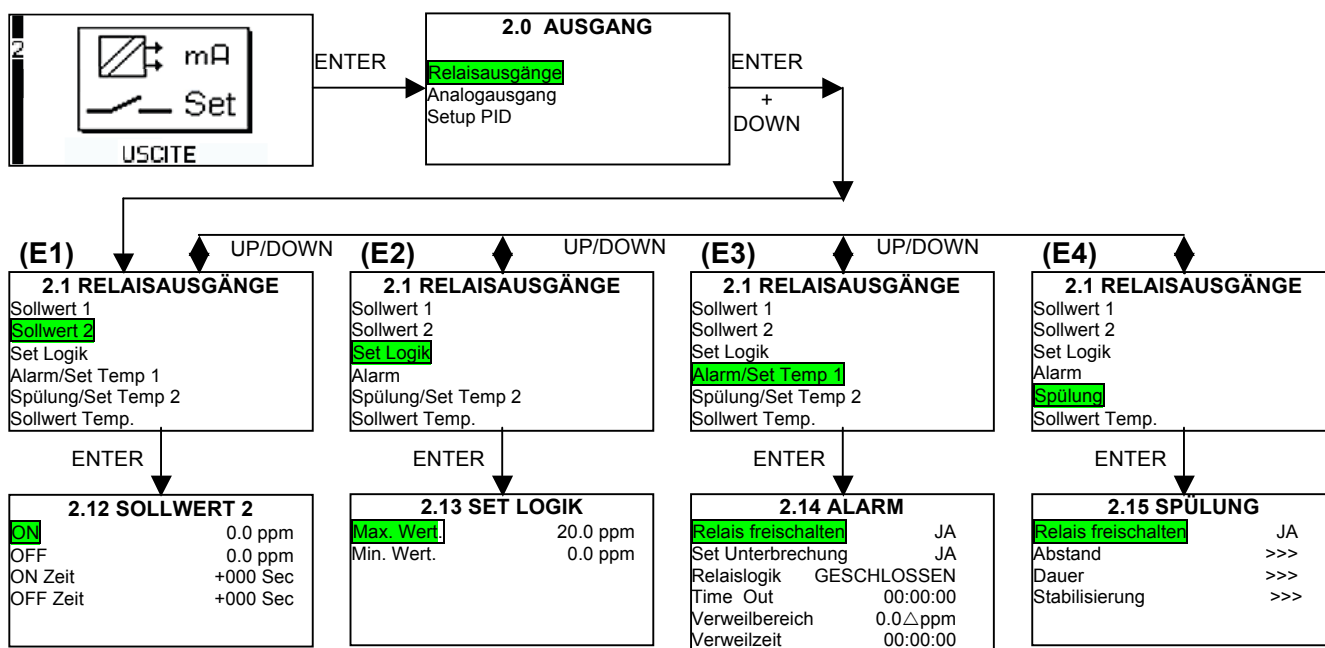 2
mA
Set
USCITE
ENTER
2.0 AUSGANG
Relaisausgänge
Analogausgang
Setup PID
ENTER
+
DOWN
(E1)
UP/DOWN
(E2)
UP/DOWN
(E3)
UP/DOWN
(E4)
2.1 RELAISAUSGÄNGE
Sollwert 1
Sollwert 2
Set Logik
Alarm/Set Temp 1
Spülung/Set Temp 2
Sollwert Temp.
2.1 RELAISAUSGÄNGE
Sollwert 1
Sollwert 2
Set Logik
Alarm
Spülung/Set Temp 2
Sollwert Temp.
2.1 RELAISAUSGÄNGE
Sollwert 1
Sollwert 2
Set Logik
Alarm/Set Temp 1
Spülung/Set Temp 2
Sollwert Temp.
2.1 RELAISAUSGÄNGE
Sollwert 1
Sollwert 2
Set Logik
Alarm
Spülung
Sollwert Temp.
ENTER
ENTER
ENTER
ENTER
2.12 SOLLWERT 2
ON 0.0 ppm
OFF 0.0 ppm
ON Zeit +000 Sec
OFF Zeit +000 Sec
2.13 SET LOGIK
Max. Wert. 20.0 ppm
Min. Wert. 0.0 ppm
2.14 ALARM
Relais freischalten JA
Set Unterbrechung JA
Relaislogik GESCHLOSSEN
Time Out 00:00:00
Verweilbereich 0.0△ppm
Verweilzeit 00:00:00
2.15 SPÜLUNG
Relais freischalten JA
Abstand >>>
Dauer >>>
Stabilisierung >>>